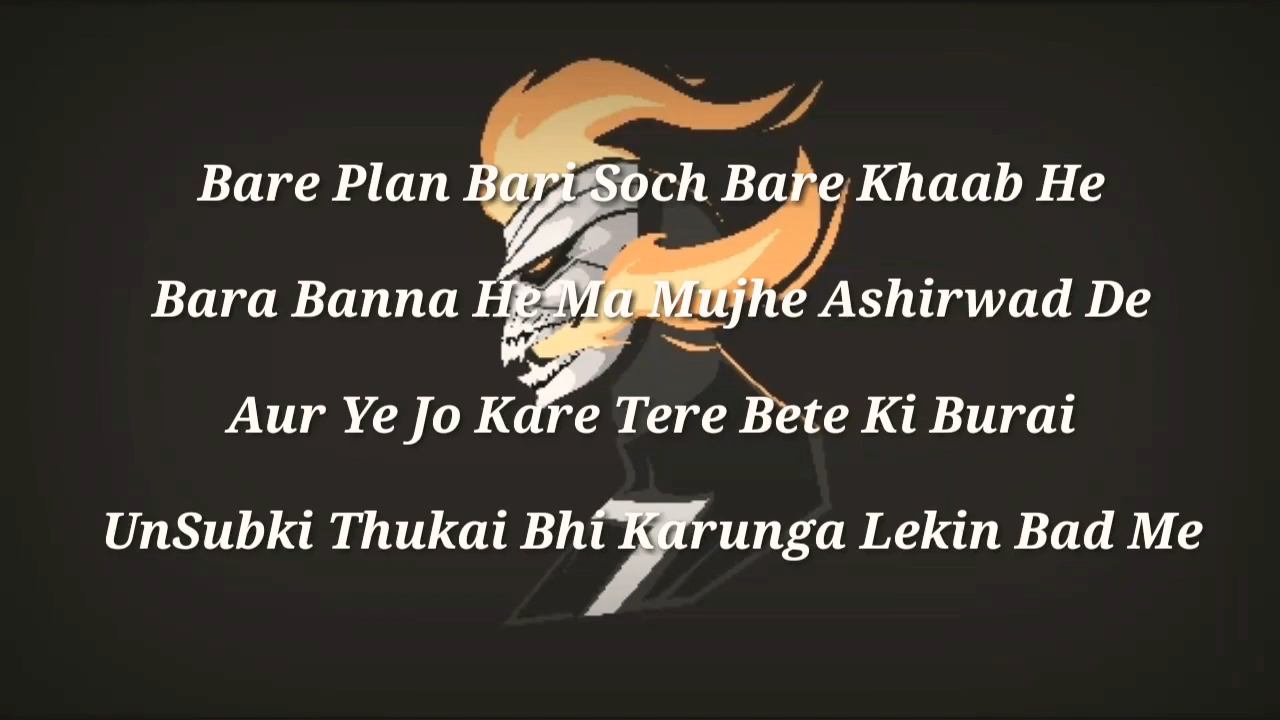 Bare Plan Bari Soch Bare Khaab He
Bara Banna He Ma Mujhe Ashirwad De
Aur Ye Jo Kare Tere Bete Ki Burai
UnSubki Thukai Bhi Karunga Lekin Bad Me